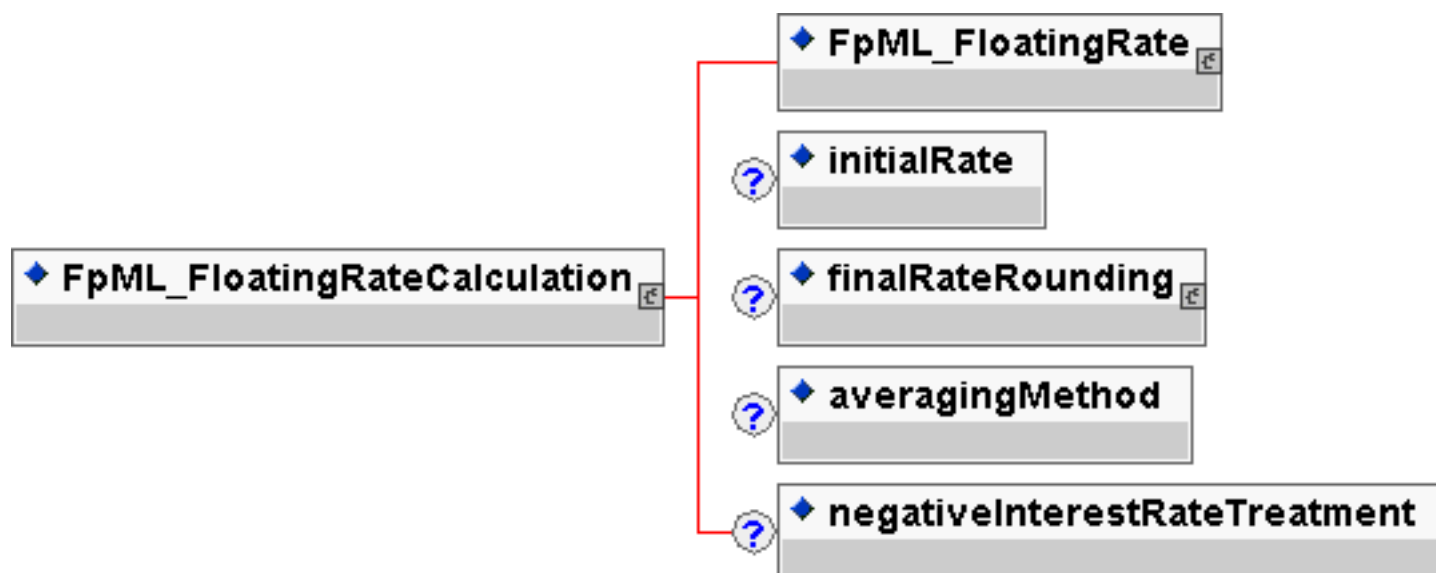 FpML_FloatingRate
? initialRate
FpML_FloatingRateCalculation
? finalRateRounding
? averagingMethod
? negativeInterestRateTreatment